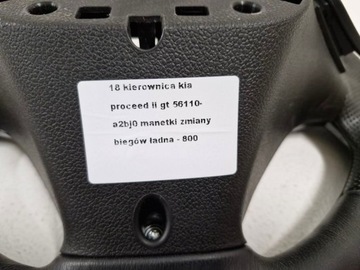 18 kierownica kia
proceed ii gt 56110-
a2bj0 manetki zmiany
biegów ładna - 800